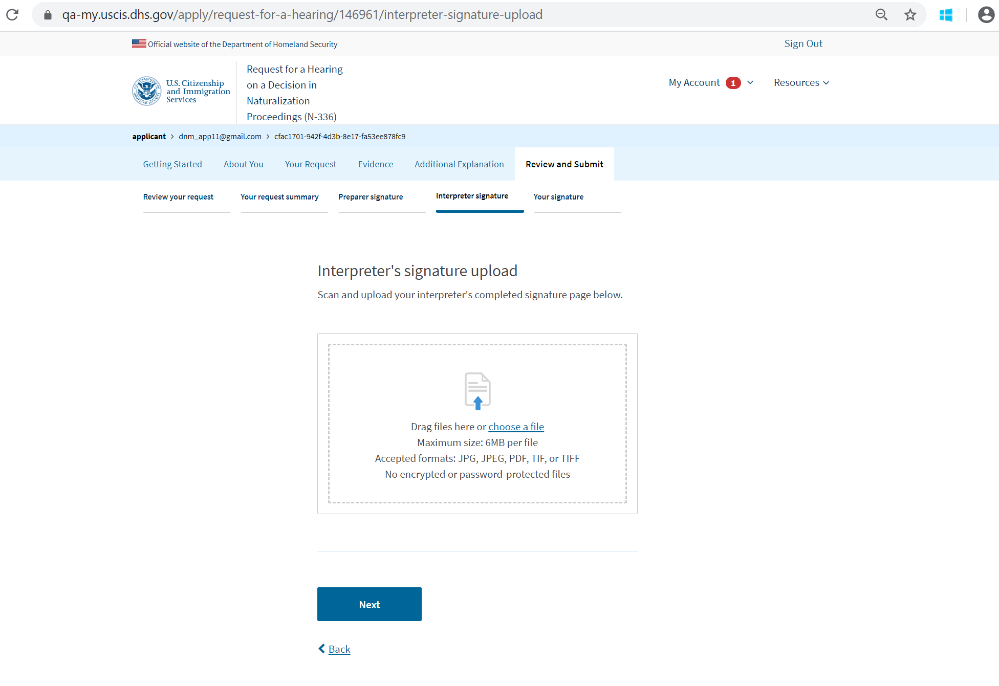 qa-my.uscis.dhs.gov/apply/request-for-a-hearing/146961/interpreter-signature-upload
Official website of the Department of Homeland Security
Sign Out
U.S. Citizenship
and Immigration
Services
Request for a Hearing
on a Decision in
Naturalization
Proceedings (N-336)
My Account 1
Resources
applicant > dnm_app11@gmail.com > cfac1701-942f-4d3b-8e17-fa53ee878fc9
Getting Started
About You
Your Request
Evidence
Additional Explanation
Review and Submit
Review your request
Your request summary
Preparer signature
Interpreter signature
Your signature
Interpreter's signature upload
Scan and upload your interpreter's completed signature page below.
Drag files here or choose a file
Maximum size: 6MB per file
Accepted formats: JPG, JPEG, PDF, TIF, or TIFF
No encrypted or password-protected files
Next
Back